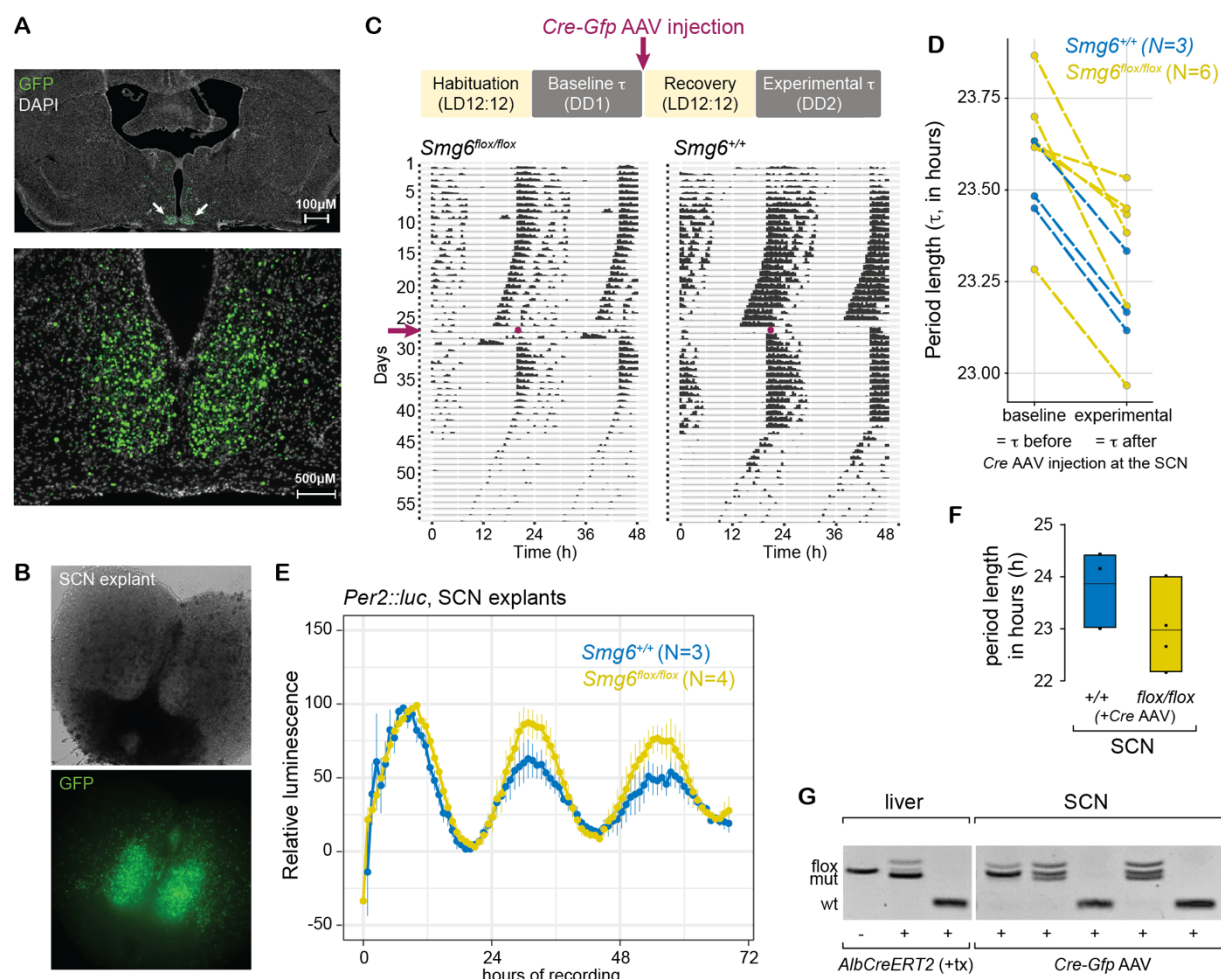 A
GFP
DAPI
100μM
500μM
B
SCN explant
GFP
C
Cre-Gfp AAV injection
Habituation
(LD12:12)
Baseline τ
(DD1)
Recovery
(LD12:12)
Experimental τ
(DD2)
Smg6flox/flox
Smg6+/+
Days
1
5
10
15
20
25
30
35
40
45
50
55
0
12
24
36
48
Time (h)
0
12
24
36
48
Time (h)
D
Smg6+/+ (N=3)
Smg6flox/flox (N=6)
Period length (τ, in hours)
23.75
23.50
23.25
23.00
baseline
experimental
= τ before
= τ after
Cre AAV injection at the SCN
E
Per2::luc, SCN explants
Smg6+/+ (N=3)
Smg6flox/flox (N=4)
Relative luminescence
150
100
50
0
-50
0
24
48
72
hours of recording
F
period length
in hours (h)
25
24
23
22
+/+
flox/flox
(+Cre AAV)
SCN
G
liver
SCN
flox
mut
wt
- + + + + + + +
AlbCreERT2 (+tx)
Cre-Gfp AAV